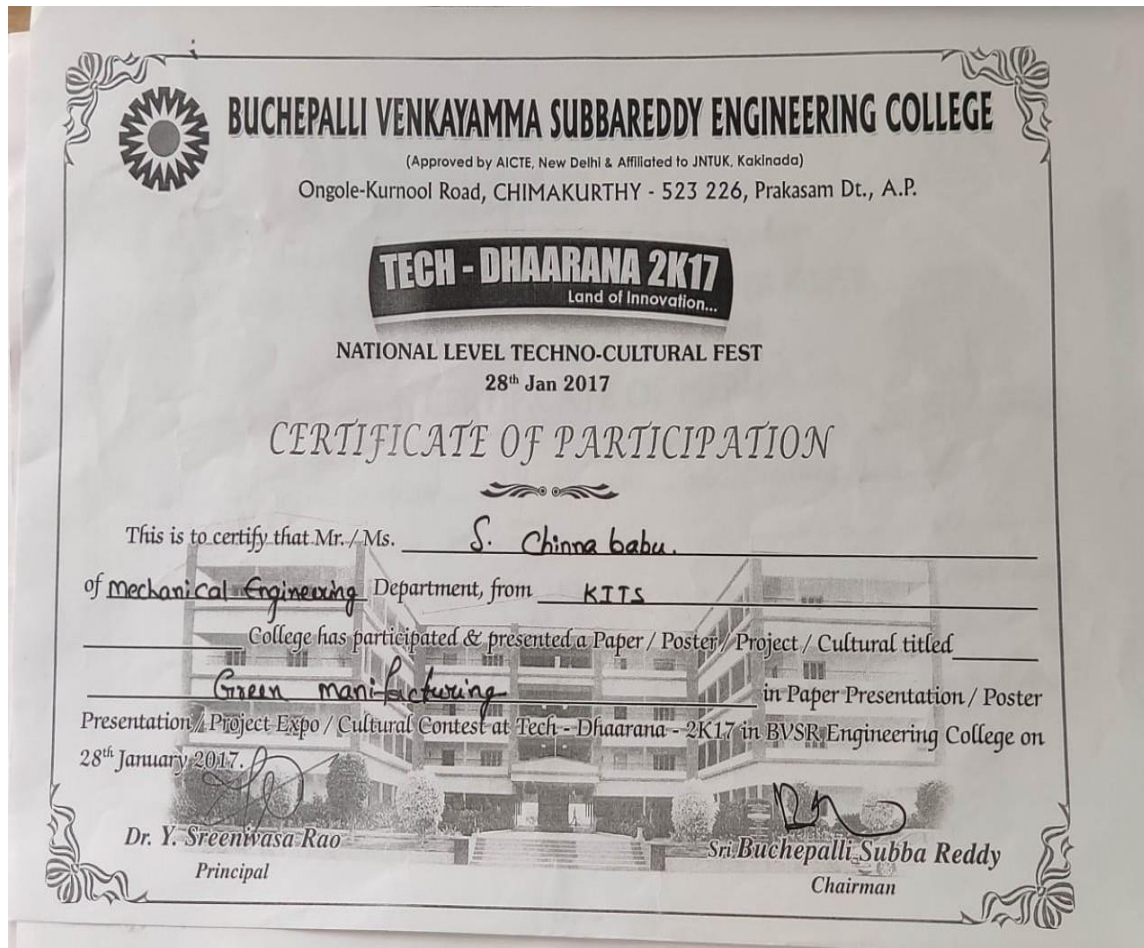 BUCHEPALLI VENKAYAMMA SUBBAREDDY ENGINEERING COLLEGE
(Approved by AICTE, New Delhi & Affiliated to JNTUK, Kakinada)
Ongole-Kurnool Road, CHIMAKURTHY - 523 226, Prakasam Dt., A.P.
TECH - DHAARANA 2K17
Land of Innovation...
NATIONAL LEVEL TECHNO-CULTURAL FEST
28th Jan 2017
CERTIFICATE OF PARTICIPATION
This is to certify that Mr. / Ms. S. Chinna babu.
of Mechanical Engineering Department, from KITS
College has participated & presented a Paper / Poster / Project / Cultural titled
Green manifacturing in Paper Presentation / Poster
Presentation / Project Expo / Cultural Contest at Tech - Dhaarana - 2K17 in BVSR Engineering College on
28th January 2017.
Dr. Y. Sreenivasa Rao
Principal
Sri Buchepalli Subba Reddy
Chairman